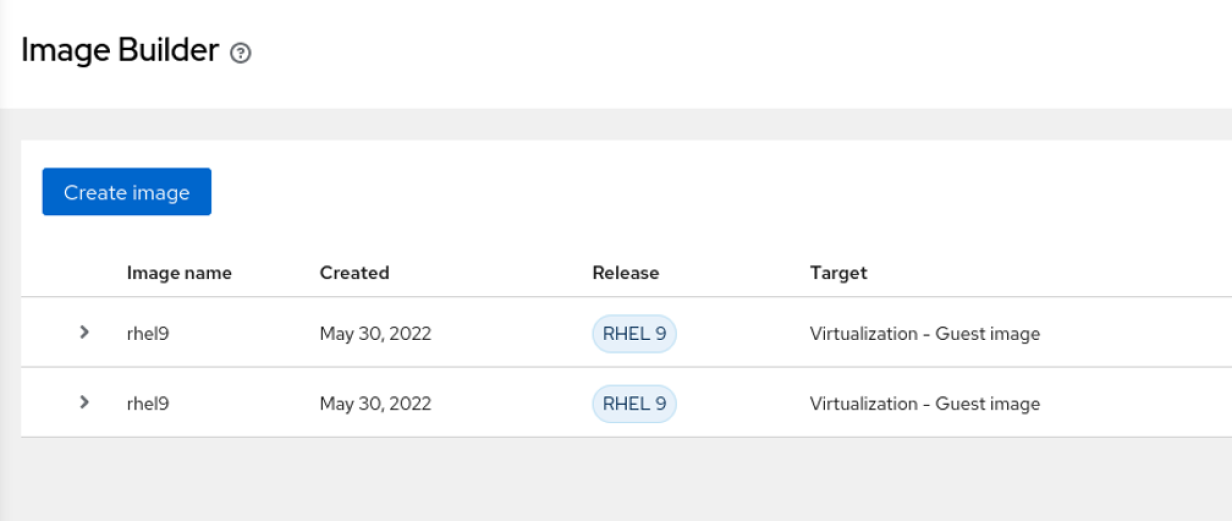 Image Builder
Create image
Image name Created Release Target
rhel9 May 30, 2022 RHEL 9 Virtualization - Guest image
rhel9 May 30, 2022 RHEL 9 Virtualization - Guest image